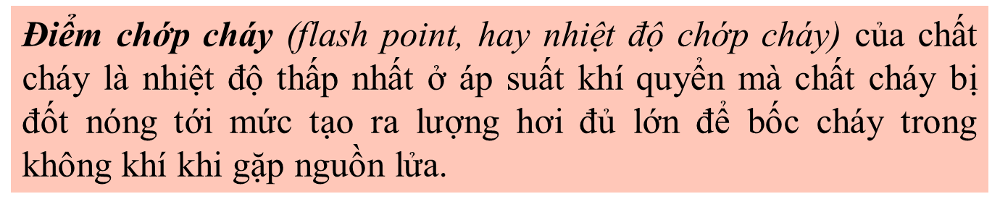 Điểm chớp cháy (flash point, hay nhiệt độ chớp cháy) của chất
cháy là nhiệt độ thấp nhất ở áp suất khí quyển mà chất cháy bị
đốt nóng tới mức tạo ra lượng hơi đủ lớn để bốc cháy trong
không khí khi gặp nguồn lửa.